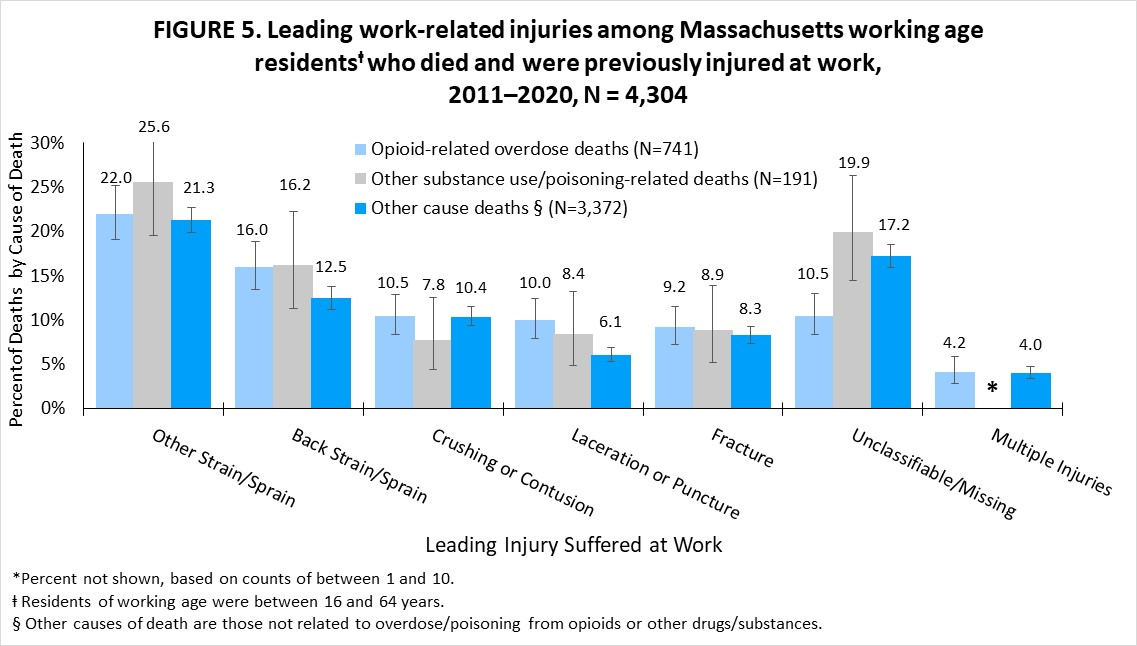 FIGURE 5. Leading work-related injuries among Massachusetts working age
residentsǂ who died and were previously injured at work,
2011–2020, N = 4,304
Percent of Deaths by Cause of Death
30%
25%
20%
15%
10%
5%
0%
Opioid-related overdose deaths (N=741)
Other substance use/poisoning-related deaths (N=191)
Other cause deaths § (N=3,372)
22.0 25.6 21.3
16.0 16.2 12.5
10.5 7.8 10.4
10.0 8.4 6.1
9.2 8.9 8.3
10.5 19.9 17.2
4.2 * 4.0
Other Strain/Sprain
Back Strain/Sprain
Crushing or Contusion
Laceration or Puncture
Fracture
Unclassifiable/Missing
Multiple Injuries
Leading Injury Suffered at Work
*Percent not shown, based on counts of between 1 and 10.
ǂ Residents of working age were between 16 and 64 years.
§ Other causes of death are those not related to overdose/poisoning from opioids or other drugs/substances.